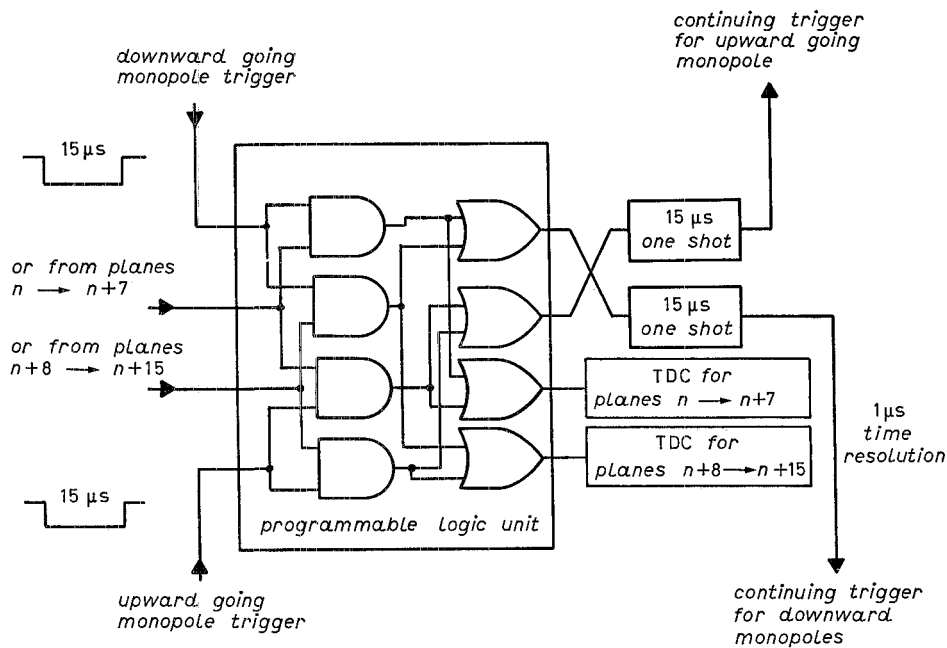 continuing trigger
for upward going
monopole
downward going
monopole trigger
15 μs
or from planes
n → n+7
or from planes
n+8 → n+15
15 μs
one shot
15 μs
one shot
TDC for
planes n → n+7
TDC for
planes n+8→n+15
1μs
time
resolution
15 μs
programmable logic unit
upward going
monopole trigger
continuing trigger
for downward
monopoles